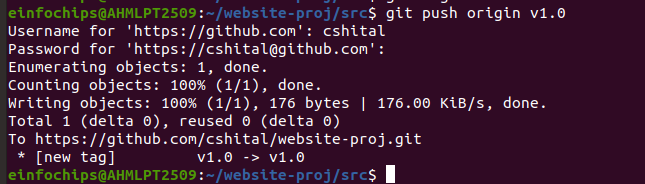 einfochips@AHMLPT2509:~/website-proj/src$ git push origin v1.0
Username for 'https://github.com': cshital
Password for 'https://cshital@github.com':
Enumerating objects: 1, done.
Counting objects: 100% (1/1), done.
Writing objects: 100% (1/1), 176 bytes | 176.00 KiB/s, done.
Total 1 (delta 0), reused 0 (delta 0)
To https://github.com/cshital/website-proj.git
 * [new tag]         v1.0 -> v1.0
einfochips@AHMLPT2509:~/website-proj/src$